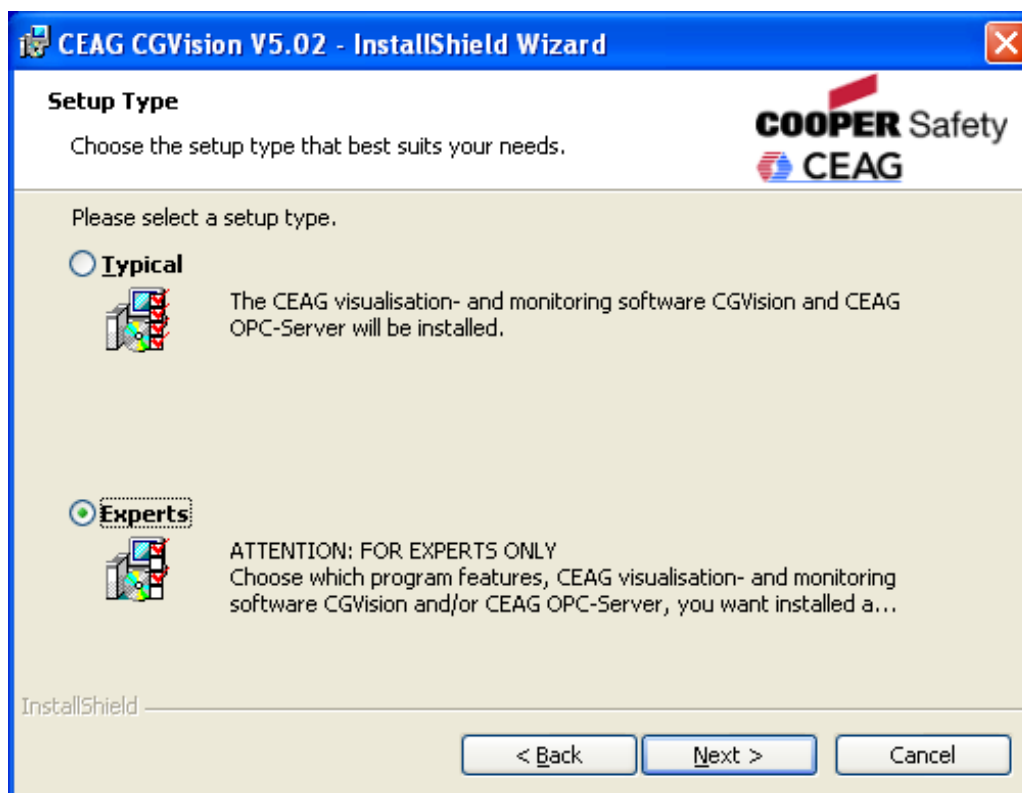 CEAG CGVision V5.02 - InstallShield Wizard
Setup Type
Choose the setup type that best suits your needs.
COOPER Safety
CEAG
Please select a setup type.
Typical
The CEAG visualisation- and monitoring software CGVision and CEAG
OPC-Server will be installed.
Experts
ATTENTION: FOR EXPERTS ONLY
Choose which program features, CEAG visualisation- and monitoring
software CGVision and/or CEAG OPC-Server, you want installed a...
InstallShield
< Back
Next >
Cancel